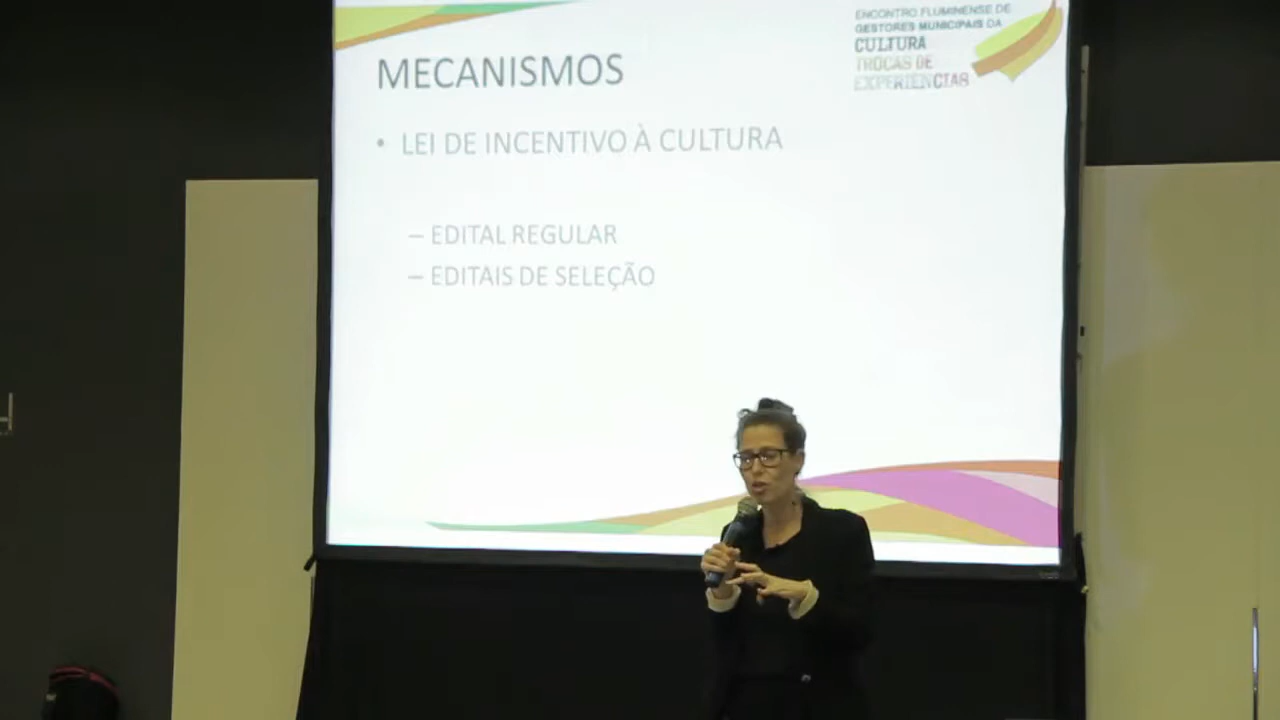 ENCONTRO FLUMINENSE DE
GESTORES MUNICIPAIS DA
CULTURA
TROCAS DE
EXPERIÊNCIAS
MECANISMOS
• LEI DE INCENTIVO À CULTURA
– EDITAL REGULAR
– EDITAIS DE SELEÇÃO